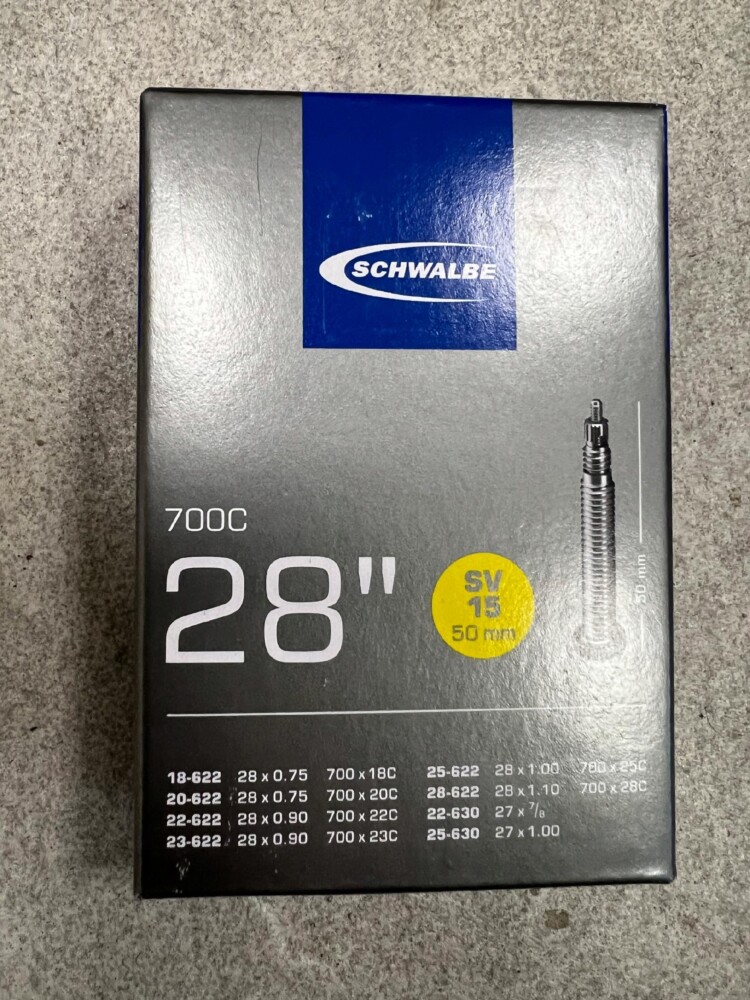 SCHWALBE
700C
28"
SV
15
50 mm
50 mm
18-622 28 x 0.75 700 x 18C
20-622 28 x 0.75 700 x 20C
22-622 28 x 0.90 700 x 22C
23-622 28 x 0.90 700 x 23C
25-622 28 x 1.00 700 x 25C
28-622 28 x 1.10 700 x 28C
22-630 27 x 7/8
25-630 27 x 1.00